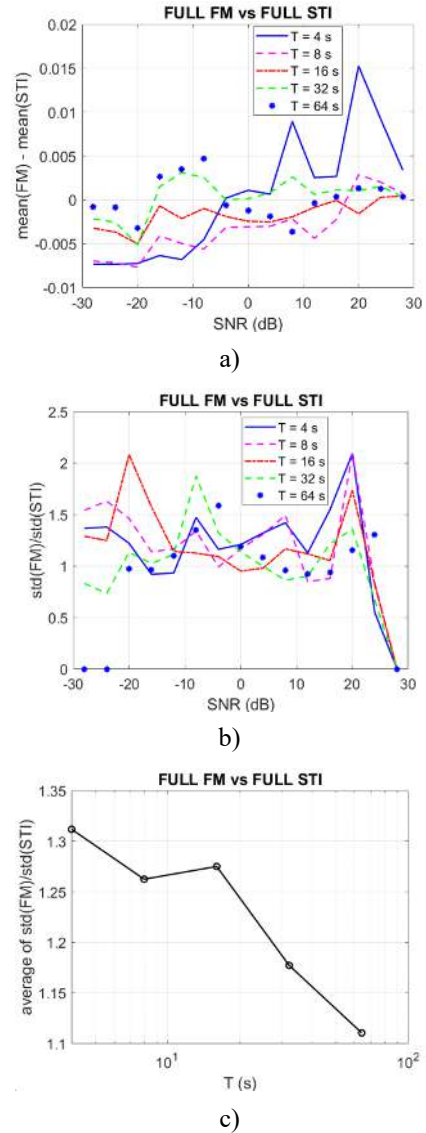 FULL FM vs FULL STI
0.02
T = 4 s
T = 8 s
0.015
T = 16 s
T = 32 s
0.01
T = 64 s
0.005
0
-0.005
-0.01
mean(FM) - mean(STI)
-30 -20 -10 0 10 20 30
SNR (dB)
a)
FULL FM vs FULL STI
2.5
T = 4 s
T = 8 s
2
T = 16 s
T = 32 s
T = 64 s
1.5
1
0.5
0
std(FM)/std(STI)
-30 -20 -10 0 10 20 30
SNR (dB)
b)
FULL FM vs FULL STI
1.35
1.3
1.25
1.2
1.15
1.1
average of std(FM)/std(STI)
10^1 10^2
T (s)
c)